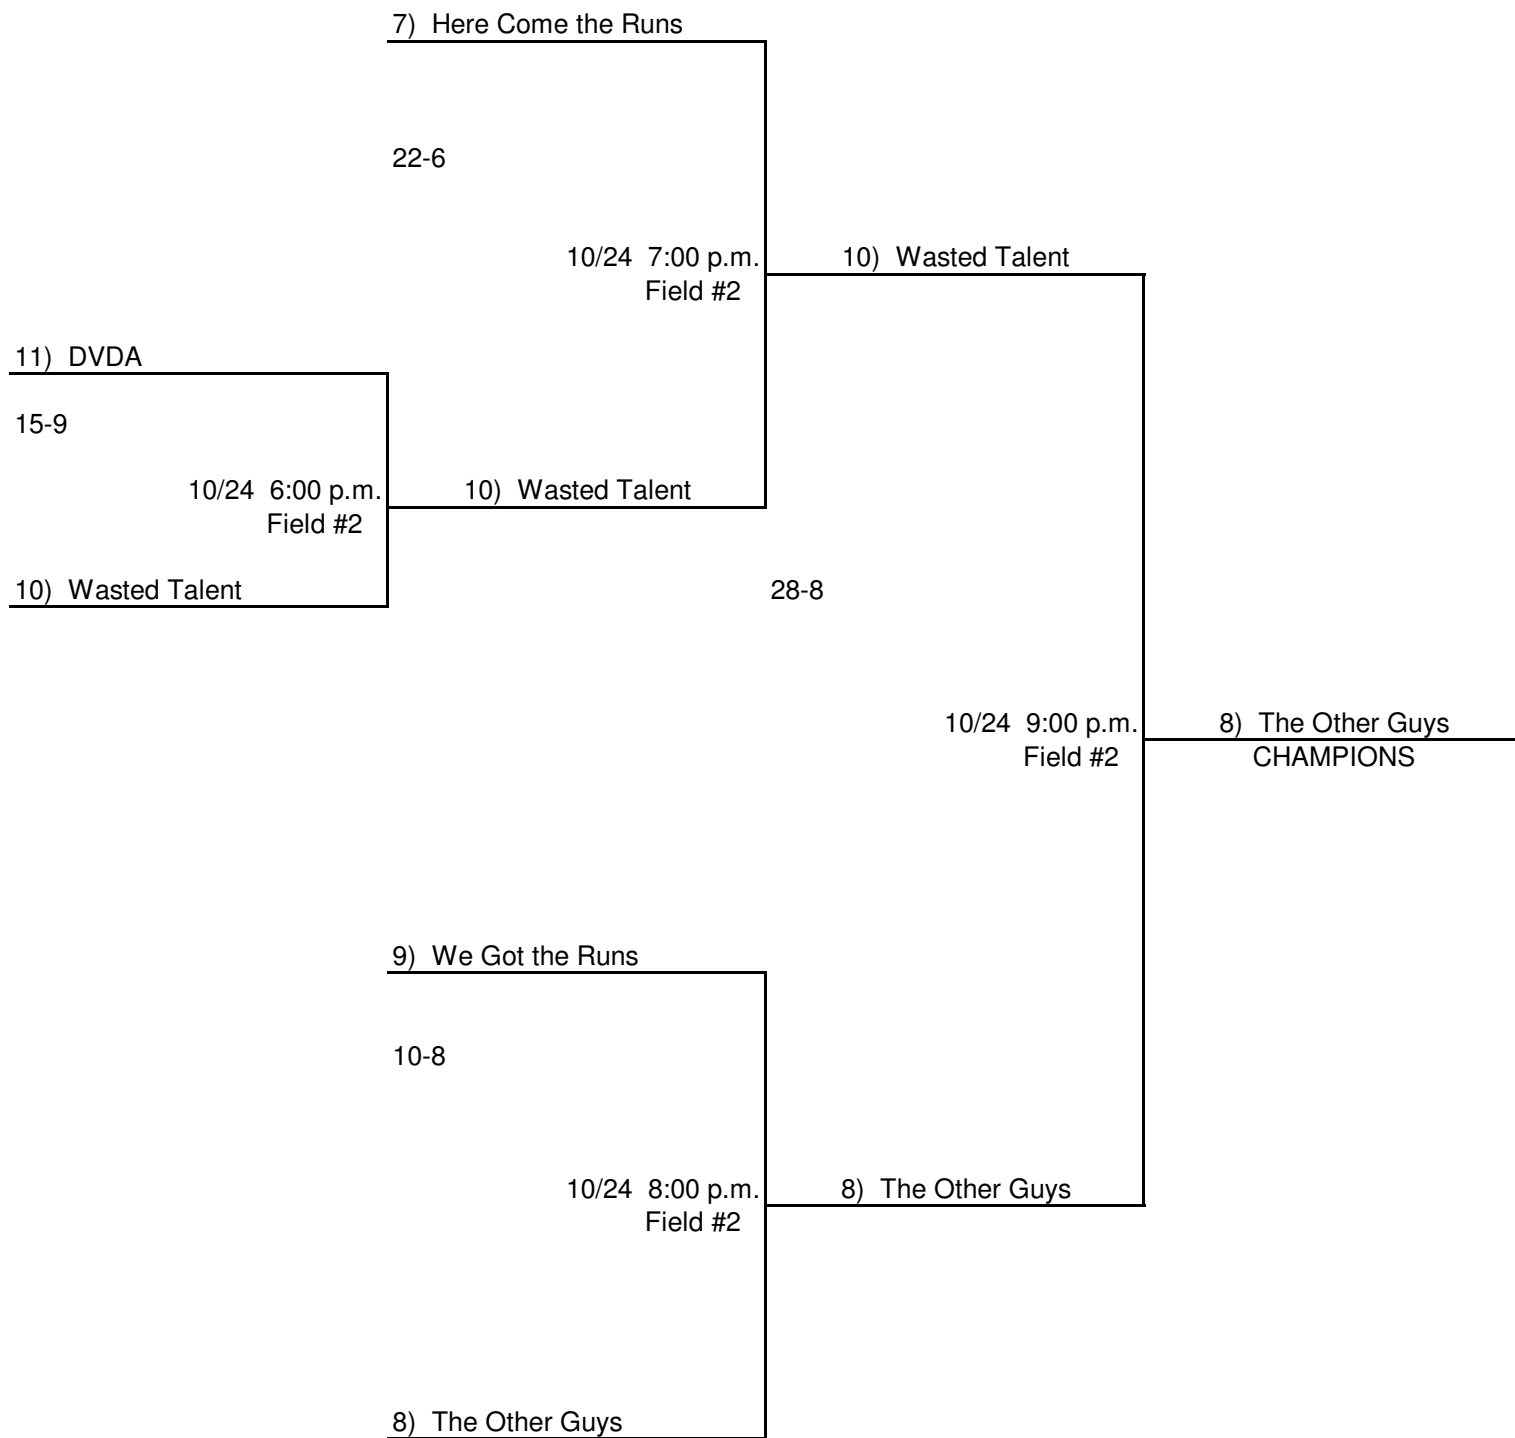 7) Here Come the Runs
22-6
10/24 7:00 p.m.
10) Wasted Talent
Field #2
11) DVDA
15-9
10/24 6:00 p.m.
10) Wasted Talent
Field #2
10) Wasted Talent
28-8
10/24 9:00 p.m.
8) The Other Guys
Field #2
CHAMPIONS
9) We Got the Runs
10-8
10/24 8:00 p.m.
8) The Other Guys
Field #2
8) The Other Guys